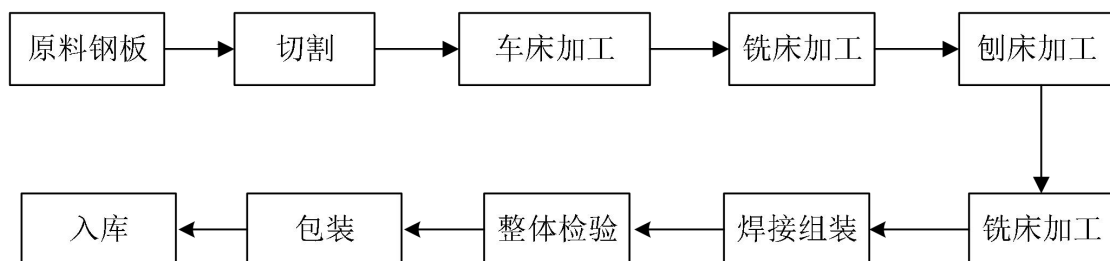 原料钢板
切割
车床加工
铣床加工
刨床加工
铣床加工
焊接组装
整体检验
包装
入库